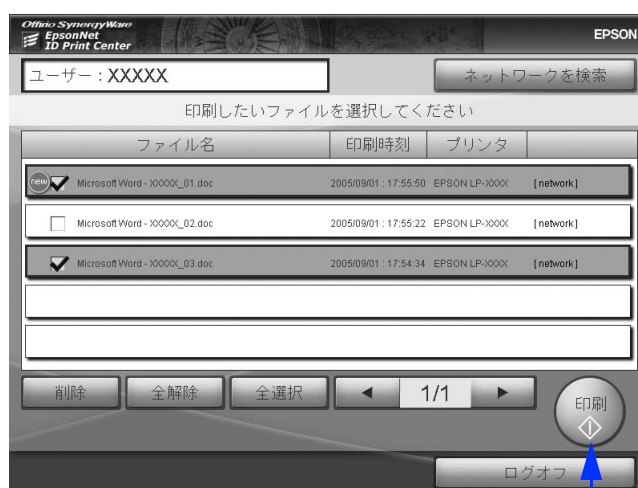 Offirio SynergyWare
EpsonNet
ID Print Center
EPSON
ユーザー：XXXXX
ネットワークを検索
印刷したいファイルを選択してください
ファイル名 印刷時刻 プリンタ
new Microsoft Word - XXXXX_01.doc 2005/09/01 : 17:55:50 EPSON LP-XXXX [network]
Microsoft Word - XXXXX_02.doc 2005/09/01 : 17:55:22 EPSON LP-XXXX [network]
Microsoft Word - XXXXX_03.doc 2005/09/01 : 17:54:34 EPSON LP-XXXX [network]
削除 全解除 全選択 ◀ 1/1 ▶ 印刷
ログオフ